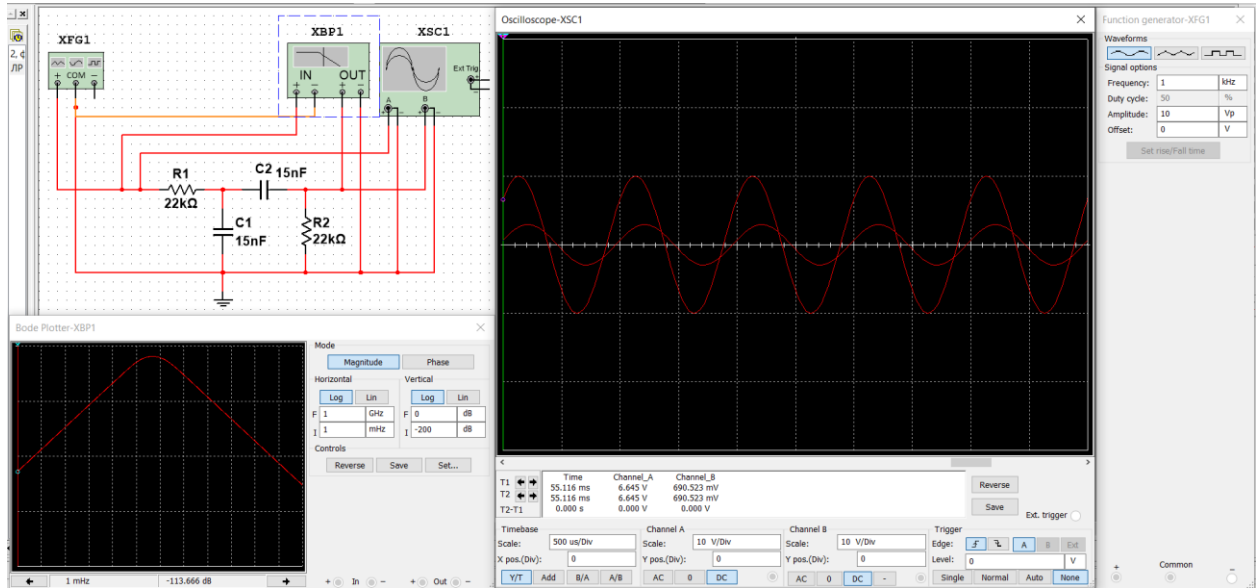 2, ¢
ЛР
XFG1
COM
+
−
XBP1
IN
OUT
+ − + −
XSC1
Ext Trig
A
B
R1
22kΩ
C2
15nF
C1
15nF
R2
22kΩ
Bode Plotter-XBP1
Mode
Magnitude
Phase
Horizontal
Vertical
Log
Lin
Log
Lin
F
1
GHz
F
0
dB
I
1
mHz
I
-200
dB
Controls
Reverse
Save
Set...
1 mHz
-113.666 dB
+ In −
+ Out −
Oscilloscope-XSC1
Time
Channel_A
Channel_B
T1
55.116 ms
6.645 V
690.523 mV
T2
55.116 ms
6.645 V
690.523 mV
T2-T1
0.000 s
0.000 V
0.000 V
Reverse
Save
Ext. trigger
Timebase
Scale:
500 us/Div
X pos.(Div):
0
Y/T
Add
B/A
A/B
Channel A
Scale:
10 V/Div
Y pos.(Div):
0
AC
0
DC
Channel B
Scale:
10 V/Div
Y pos.(Div):
0
AC
0
DC
-
Trigger
Edge:
A
B
Ext
Level:
0
V
Single
Normal
Auto
None
Function generator-XFG1
Waveforms
Signal options
Frequency:
1
kHz
Duty cycle:
50
%
Amplitude:
10
Vp
Offset:
0
V
Set rise/Fall time
+
Common
−